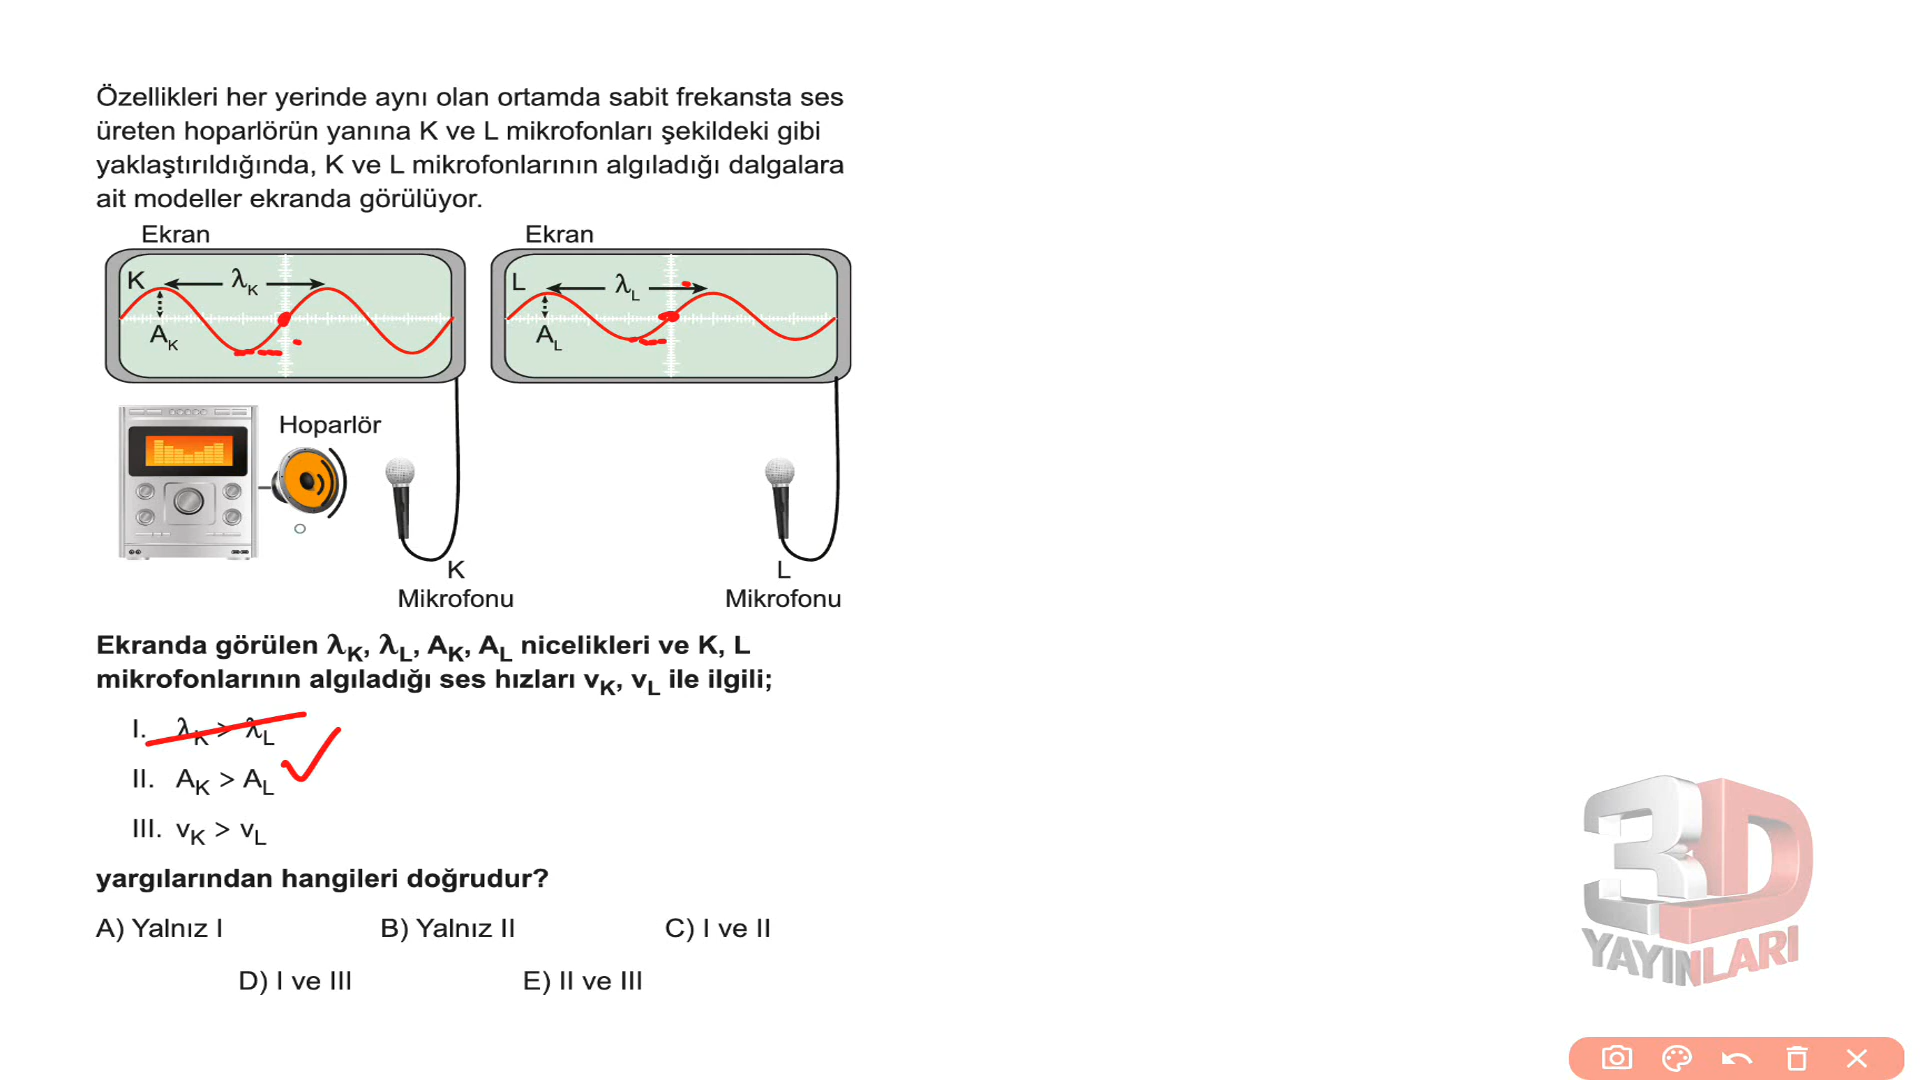 Özellikleri her yerinde aynı olan ortamda sabit frekansta ses
üreten hoparlörün yanına K ve L mikrofonları şekildeki gibi
yaklaştırıldığında, K ve L mikrofonlarının algıladığı dalgalara
ait modeller ekranda görülüyor.
Ekran
Ekran
K
λK
AK
L
λL
AL
Hoparlör
K
Mikrofonu
L
Mikrofonu
Ekranda görülen λK, λL, AK, AL nicelikleri ve K, L
mikrofonlarının algıladığı ses hızları vK, vL ile ilgili;
I. λK > λL
II. AK > AL
III. vK > vL
yargılarından hangileri doğrudur?
A) Yalnız I
B) Yalnız II
C) I ve II
D) I ve III
E) II ve III
3D
YAYINLARI